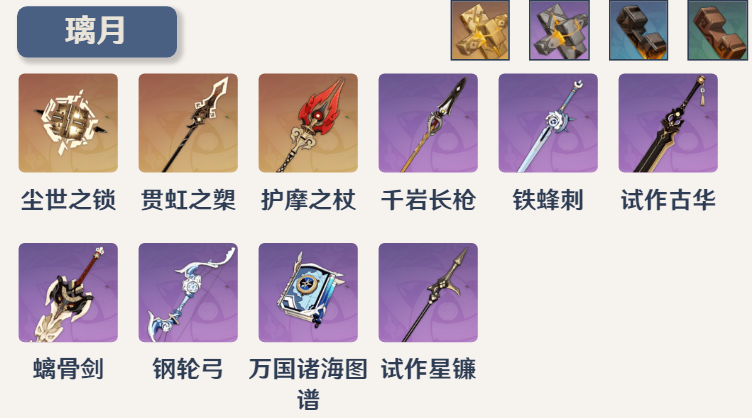 璃月
尘世之锁 贯虹之槊 护摩之杖 千岩长枪 铁蜂刺 试作古华
螭骨剑 钢轮弓 万国诸海图谱 试作星镰